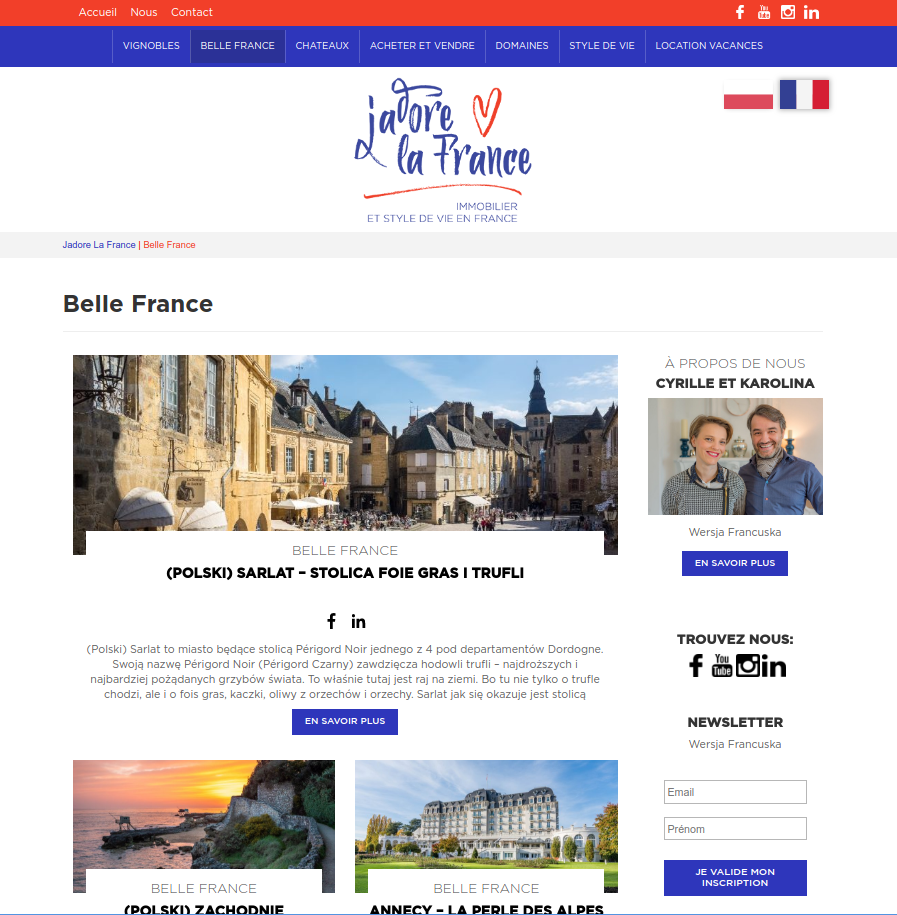 Accueil Nous Contact
VIGNOBLES BELLE FRANCE CHATEAUX ACHETER ET VENDRE DOMAINES STYLE DE VIE LOCATION VACANCES
j'adore
la France
IMMOBILIER
ET STYLE DE VIE EN FRANCE
Jadore La France | Belle France
Belle France
BELLE FRANCE
(POLSKI) SARLAT – STOLICA FOIE GRAS I TRUFLI
(Polski) Sarlat to miasto będące stolicą Périgord Noir jednego z 4 pod departamentów Dordogne.
Swoją nazwę Périgord Noir (Périgord Czarny) zawdzięcza hodowli trufli – najdroższych i
najbardziej pożądanych grzybów świata. To właśnie tutaj jest raj na ziemi. Bo tu nie tylko o trufle
chodzi, ale i o fois gras, kaczki, oliwy z orzechów i orzechy. Sarlat jak się okazuje jest stolicą
EN SAVOIR PLUS
BELLE FRANCE
(POLSKI) ZACHODNIE
BELLE FRANCE
ANNECY – LA PERLE DES ALPES
À PROPOS DE NOUS
CYRILLE ET KAROLINA
Wersja Francuska
EN SAVOIR PLUS
TROUVEZ NOUS:
You Tube
NEWSLETTER
Wersja Francuska
Email
Prénom
JE VALIDE MON
INSCRIPTION